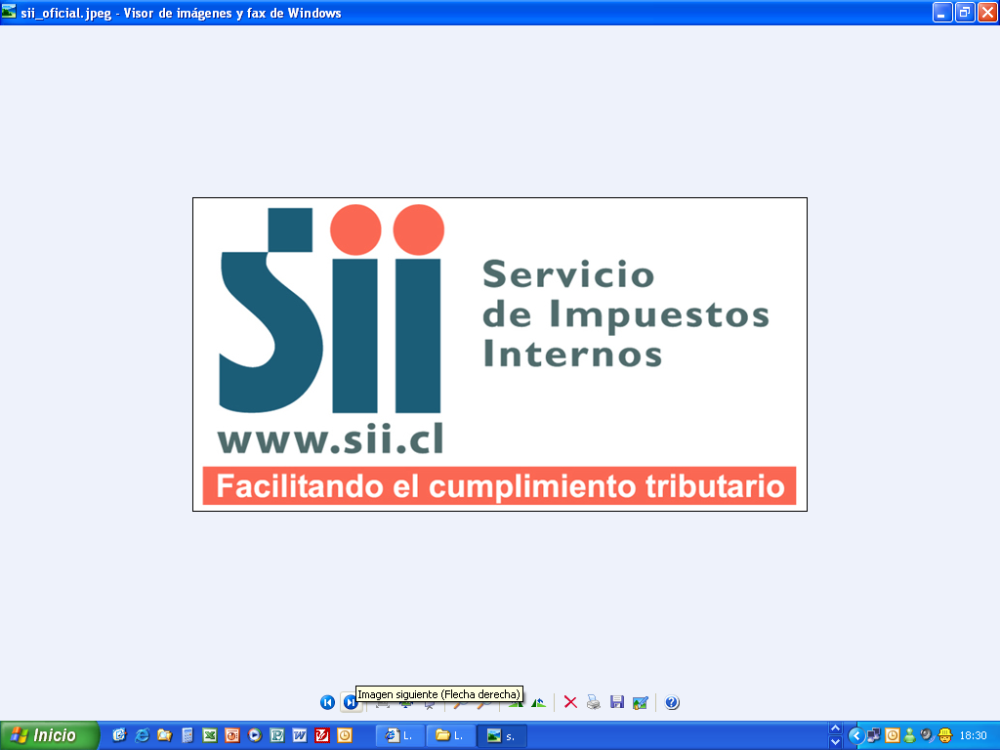 sii_oficial.jpeg - Visor de imágenes y fax de Windows
sii
Servicio
de Impuestos
Internos
www.sii.cl
Facilitando el cumplimiento tributario
Imagen siguiente (Flecha derecha)
Inicio
L.
L.
s.
18:30